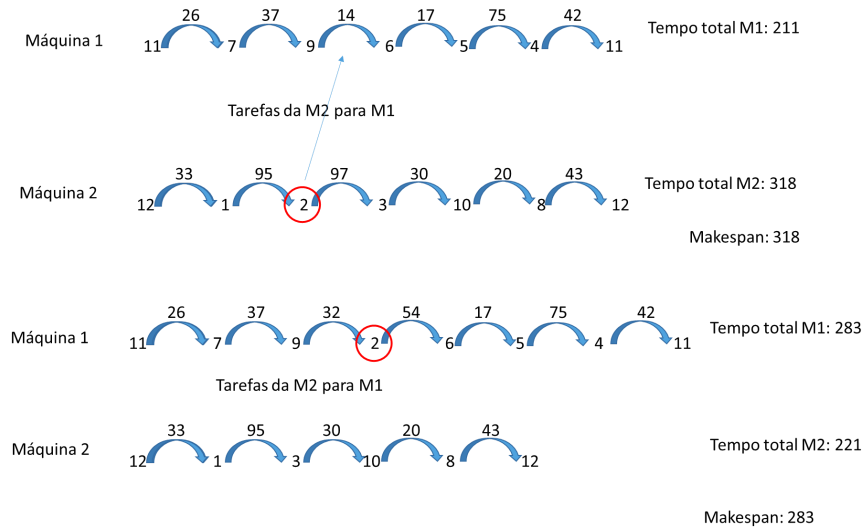 26 37 14 17 75 42
Máquina 1 11 7 9 6 5 4 11 Tempo total M1: 211
Tarefas da M2 para M1
33 95 97 30 20 43
Máquina 2 12 1 2 3 10 8 12 Tempo total M2: 318
Makespan: 318
26 37 32 54 17 75 42
Máquina 1 11 7 9 2 6 5 4 11 Tempo total M1: 283
Tarefas da M2 para M1
33 95 30 20 43
Máquina 2 12 1 3 10 8 12 Tempo total M2: 221
Makespan: 283